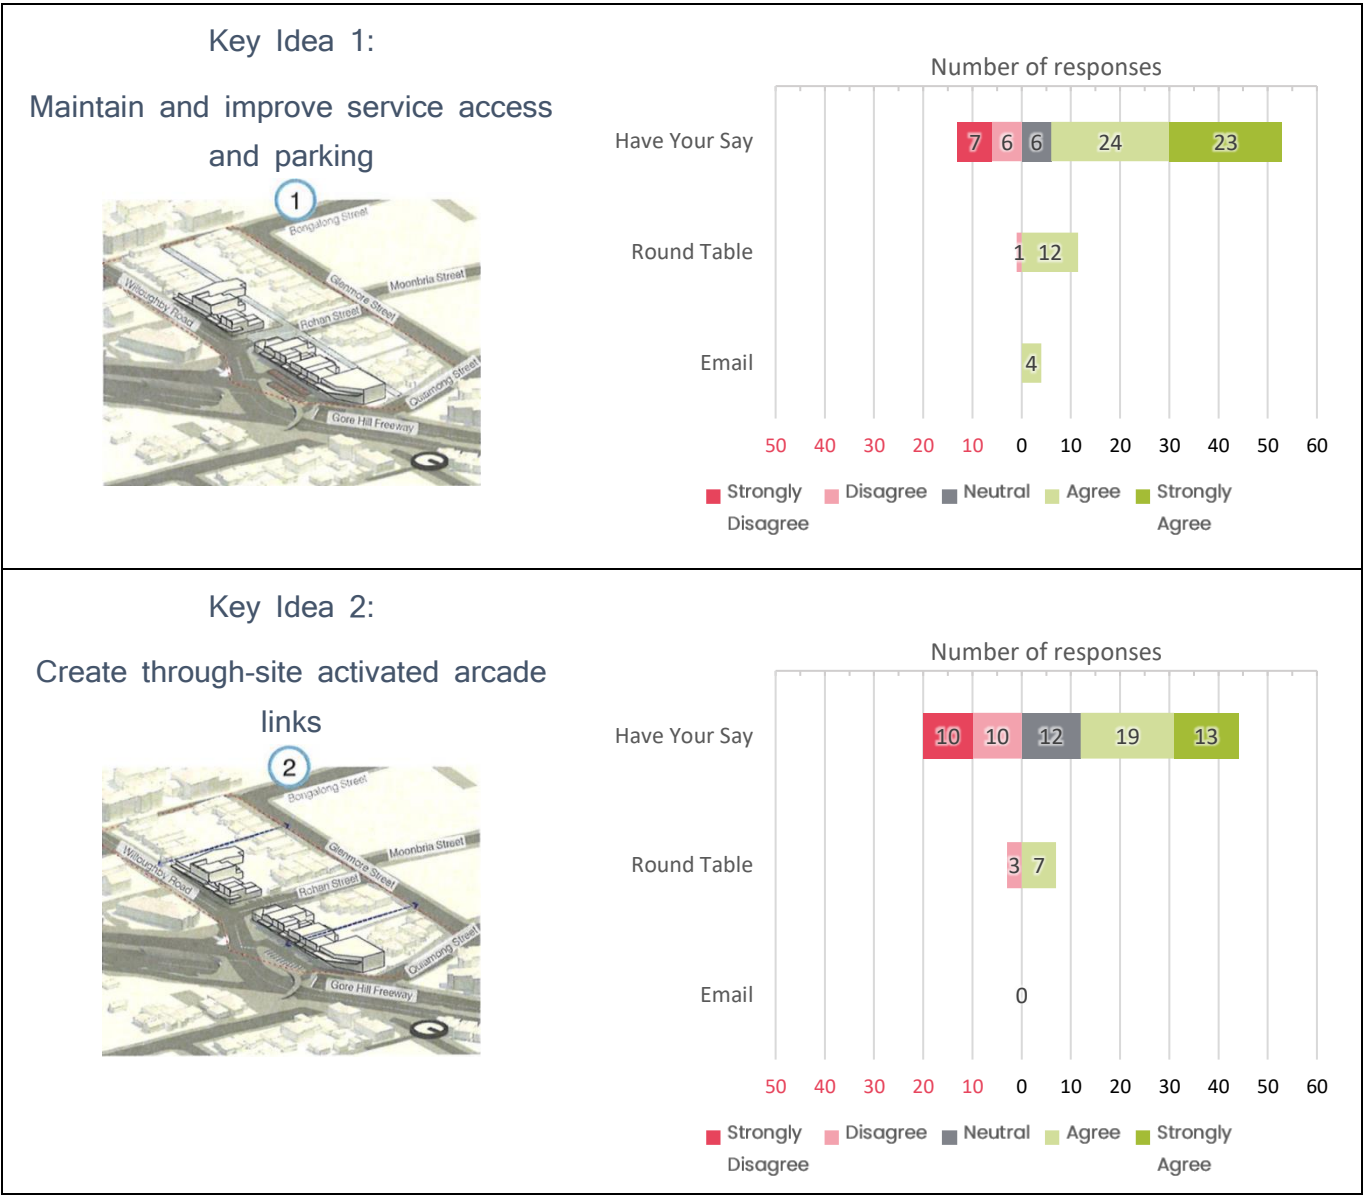 Key Idea 1:
Maintain and improve service access
and parking
1
Bongalong Street
Glenmore Street
Moonbria Street
Willoughby Road
Rohan Street
Quiamong Street
Gore Hill Freeway
Number of responses
Have Your Say
7 6 6 24 23
Round Table
1 12
Email
4
50 40 30 20 10 0 10 20 30 40 50 60
Strongly Disagree Disagree Neutral Agree Strongly Agree
Key Idea 2:
Create through-site activated arcade
links
2
Bongalong Street
Glenmore Street
Moonbria Street
Willoughby Road
Rohan Street
Quiamong Street
Gore Hill Freeway
Number of responses
Have Your Say
10 10 12 19 13
Round Table
3 7
Email
0
50 40 30 20 10 0 10 20 30 40 50 60
Strongly Disagree Disagree Neutral Agree Strongly Agree